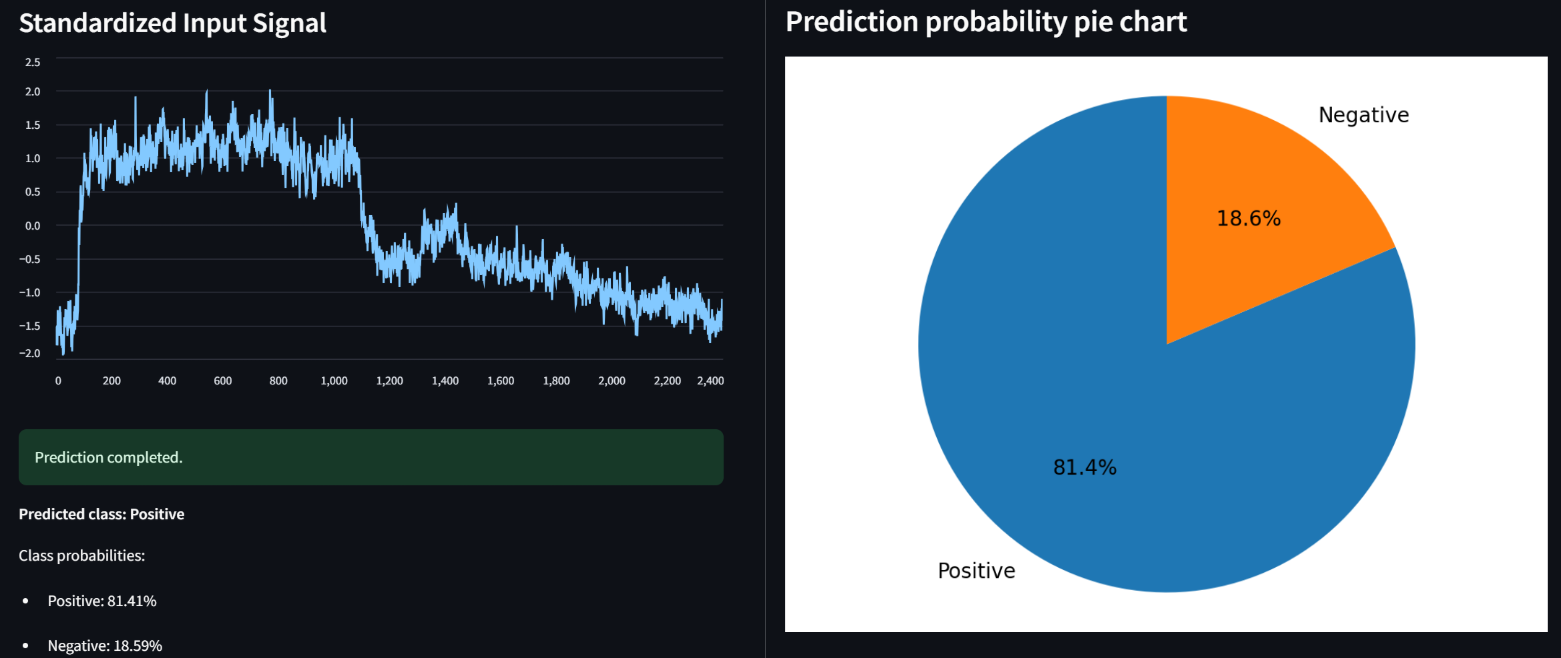 Standardized Input Signal
2.5
2.0
1.5
1.0
0.5
0.0
−0.5
−1.0
−1.5
−2.0
0 200 400 600 800 1,000 1,200 1,400 1,600 1,800 2,000 2,200 2,400
Prediction completed.
Predicted class: Positive
Class probabilities:
• Positive: 81.41%
• Negative: 18.59%
Prediction probability pie chart
Negative
18.6%
81.4%
Positive